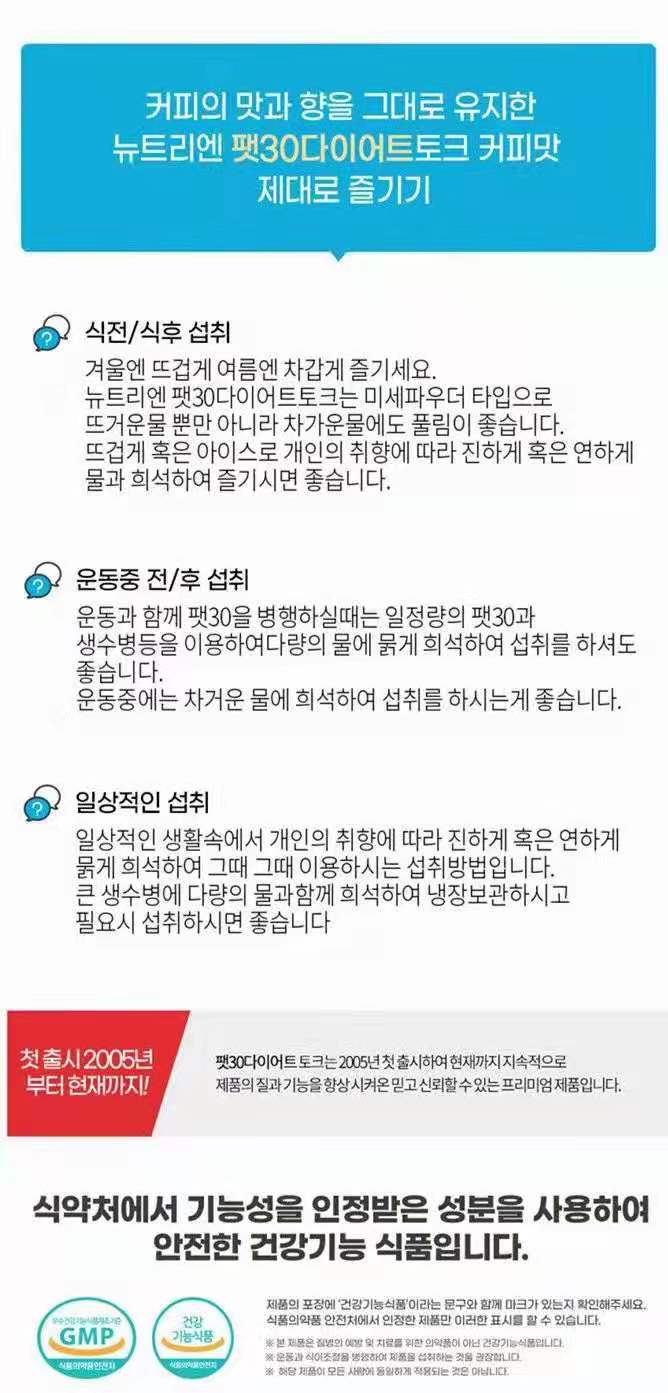 커피의 맛과 향을 그대로 유지한
뉴트리엔 팻30다이어트토크 커피맛
제대로 즐기기
식전/식후 섭취
겨울엔 뜨겁게 여름엔 차갑게 즐기세요.
뉴트리엔 팻30다이어트토크는 미세파우더 타입으로
뜨거운물 뿐만 아니라 차가운물에도 풀림이 좋습니다.
뜨겁게 혹은 아이스로 개인의 취향에 따라 진하게 혹은 연하게
물과 희석하여 즐기시면 좋습니다.
운동중 전/후 섭취
운동과 함께 팻30을 병행하실때는 일정량의 팻30과
생수병등을 이용하여다량의 물에 묽게 희석하여 섭취를 하셔도
좋습니다.
운동중에는 차거운 물에 희석하여 섭취를 하시는게 좋습니다.
일상적인 섭취
일상적인 생활속에서 개인의 취향에 따라 진하게 혹은 연하게
묽게 희석하여 그때 그때 이용하시는 섭취방법입니다.
큰 생수병에 다량의 물과함께 희석하여 냉장보관하시고
필요시 섭취하시면 좋습니다
첫 출시 2005년
부터 현재까지!
팻30다이어트 토크는 2005년 첫 출시하여 현재까지 지속적으로
제품의 질과 기능을 향상 시켜온 믿고 신뢰할 수 있는 프리미엄 제품입니다.
식약처에서 기능성을 인정받은 성분을 사용하여
안전한 건강기능 식품입니다.
우수건강기능식품제조기준
GMP
식품의약품안전처
건강
기능식품
식품의약품안전처
제품의 포장에 '건강기능식품'이라는 문구와 함께 마크가 있는지 확인해주세요.
식품의약품 안전처에서 인정한 제품만 이러한 표시를 할 수 있습니다.
※ 본 제품은 질병의 예방 및 치료를 위한 의약품이 아닌 건강기능식품입니다.
※ 운동과 식이조절을 병행하여 제품을 섭취하는 것을 권장합니다.
※ 해당 제품이 모든 사람에 동일하게 적용되는 것은 아닙니다.